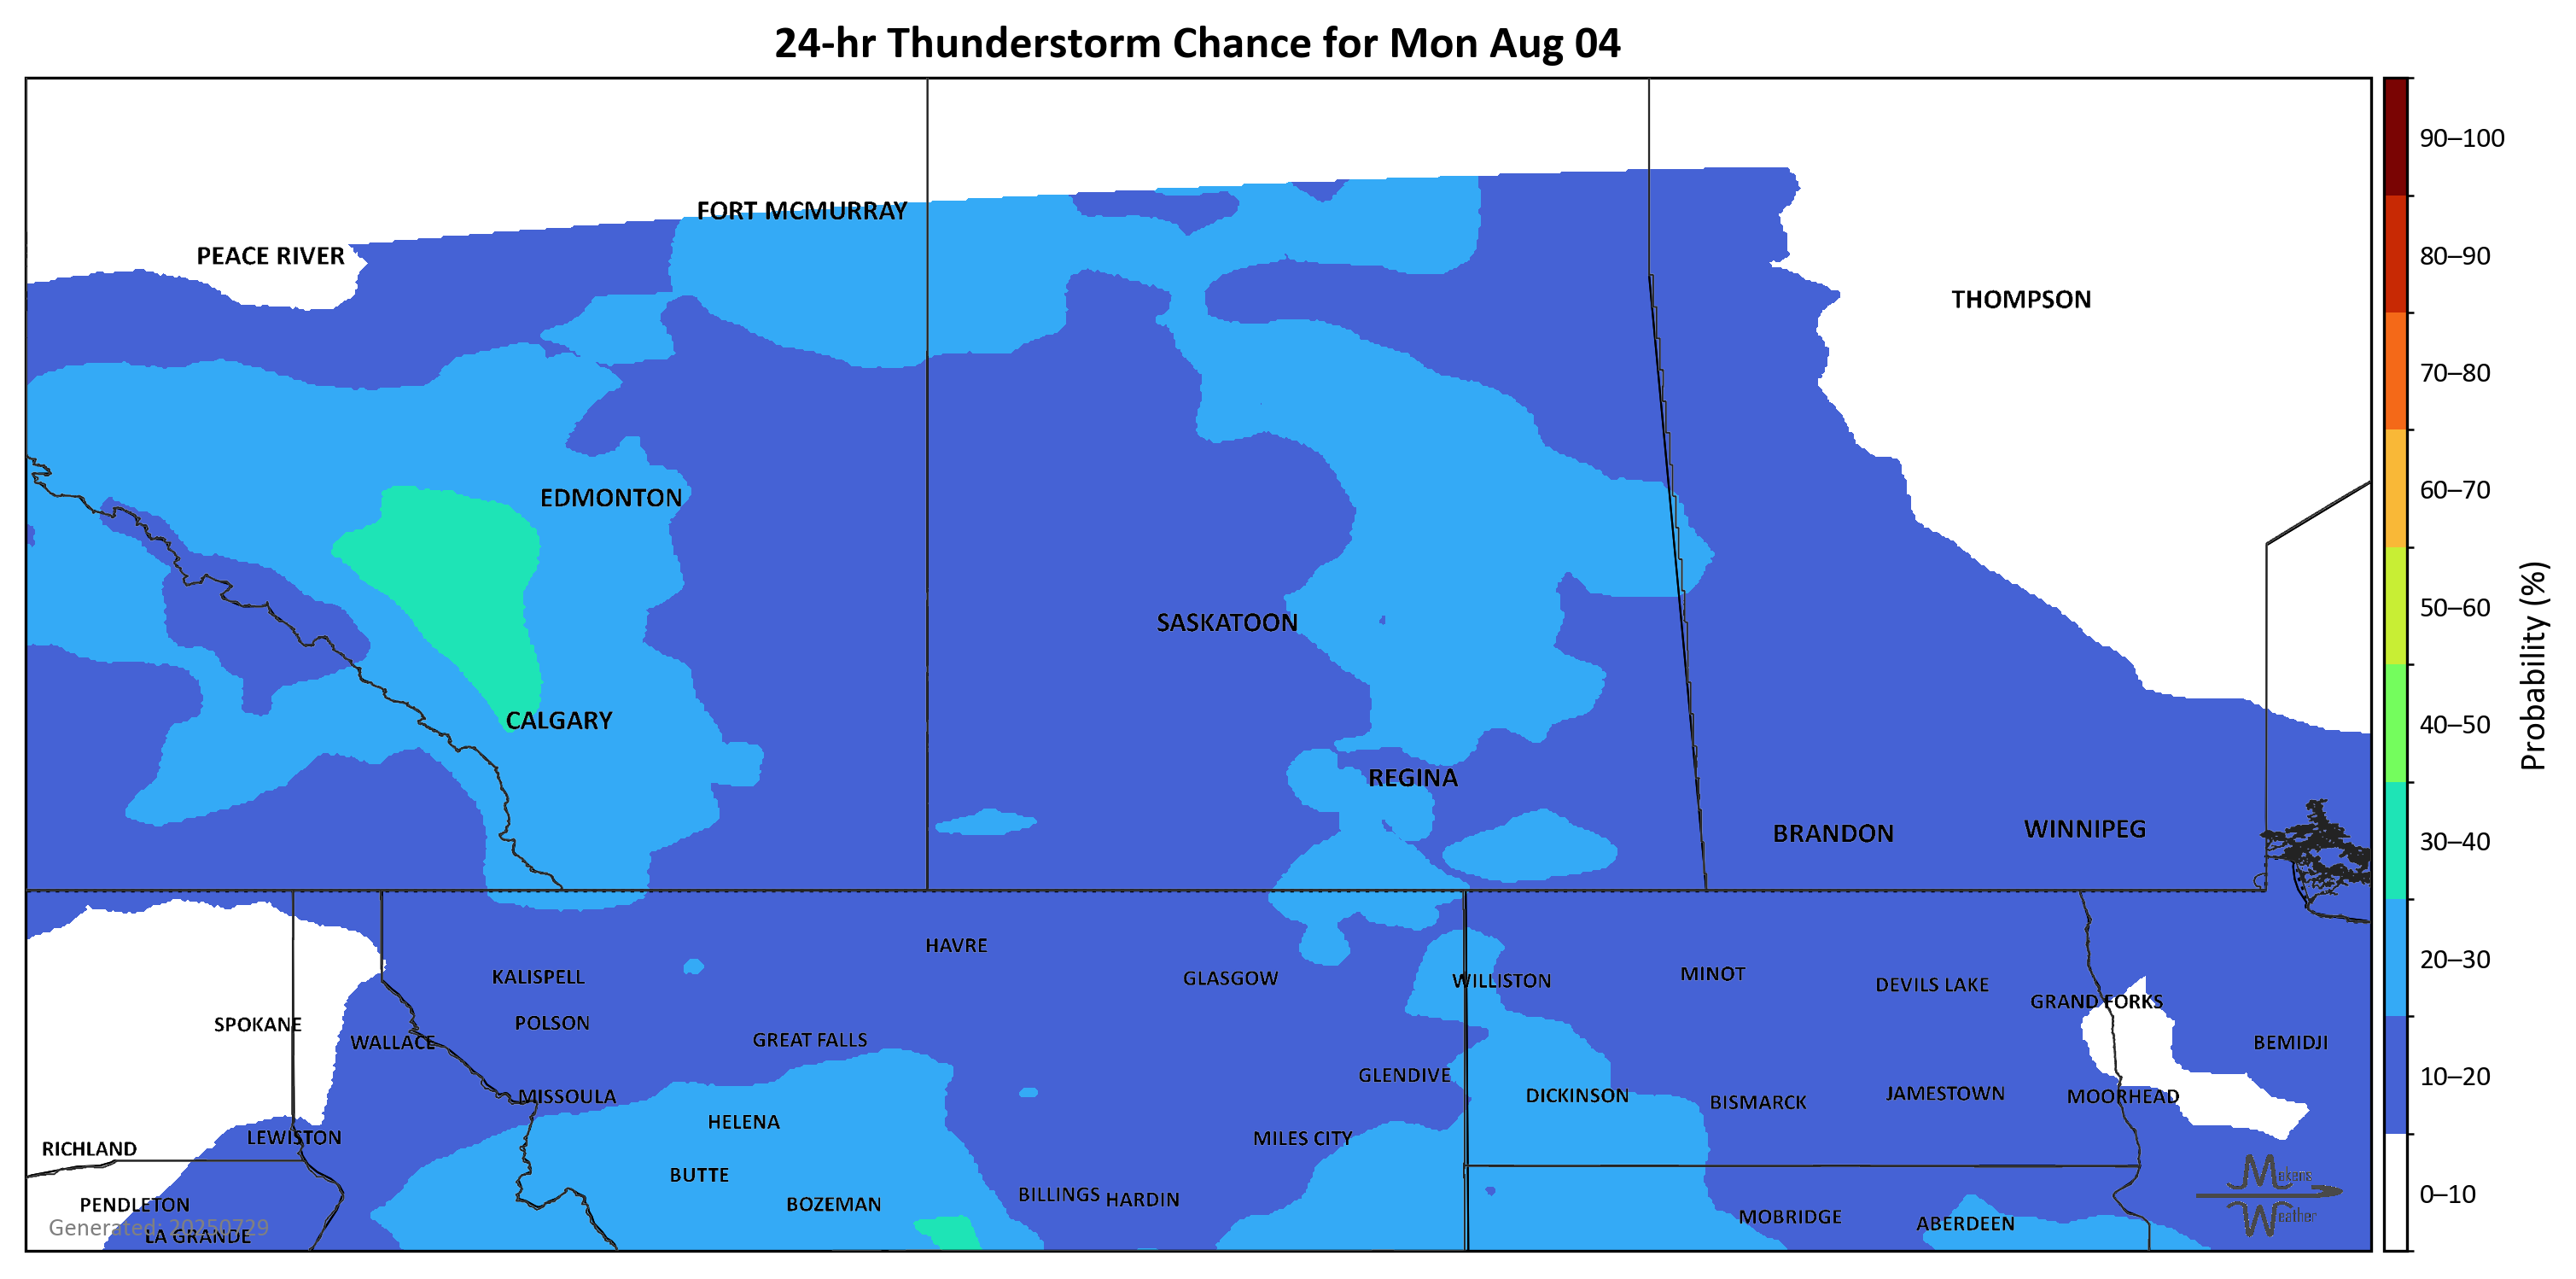 24-hr Thunderstorm Chance for Mon Aug 04
90–100
FORT MCMURRAY
PEACE RIVER
80–90
THOMPSON
70–80
60–70
EDMONTON
50–60
SASKATOON
Probability (%)
CALGARY
40–50
REGINA
BRANDON
WINNIPEG
30–40
HAVRE
20–30
KALISPELL
GLASGOW
WILLISTON
MINOT
DEVILS LAKE
GRAND FORKS
SPOKANE
POLSON
WALLACE
GREAT FALLS
BEMIDJI
GLENDIVE
10–20
MISSOULA
DICKINSON
BISMARCK
JAMESTOWN
MOORHEAD
HELENA
LEWISTON
MILES CITY
RICHLAND
BUTTE
Mekens
BILLINGS
HARDIN
0–10
PENDLETON
BOZEMAN
MOBRIDGE
ABERDEEN
Weather
Generated: 20250729
LA GRANDE